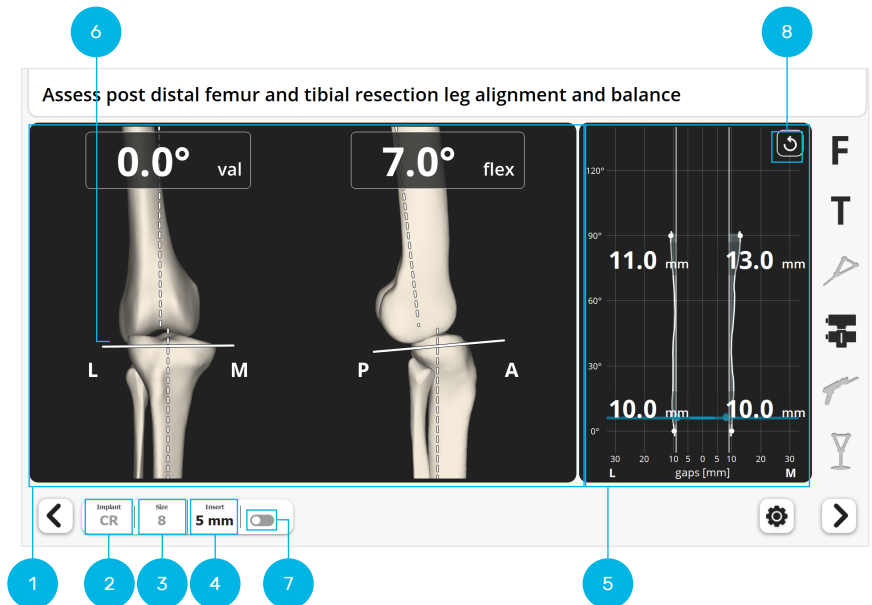 6
8
Assess post distal femur and tibial resection leg alignment and balance
0.0° val
7.0° flex
F
T
120°
90°
11.0 mm
13.0 mm
60°
30°
10.0 mm
10.0 mm
0°
L
M
P
A
30 20 10 5 0 5 10 20 30
L gaps [mm] M
Implant
CR
Size
8
Insert
5 mm
1
2
3
4
7
5